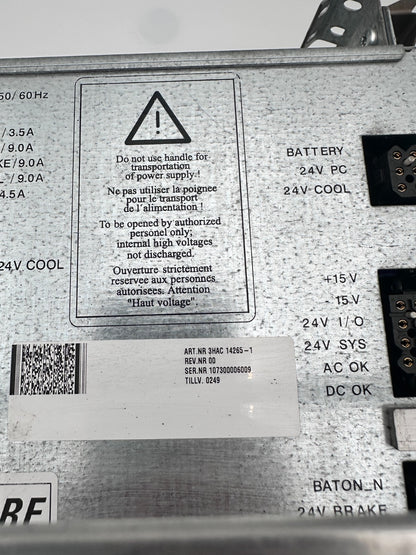 50/60Hz
/3.5A
/9.0A
KE/9.0A
/9.0A
4.5A
24V COOL
Do not use handle for
transportation
of power supply.!
Ne pas utiliser la poignee
pour le transport
de l'alimentation !
To be opened by authorized
personel only;
internal high voltages
not discharged.
Ouverture strictement
reservee aux personnes
autorisees. Attention
"Haut voltage".
BATTERY
24V PC
24V COOL
+15V
-15V
24V I/O
24V SYS
AC OK
DC OK
ART.NR 3HAC 14265-1
REV.NR 00
SER.NR 107300006009
TILLV. 0249
BATON_N
24V BRAKE